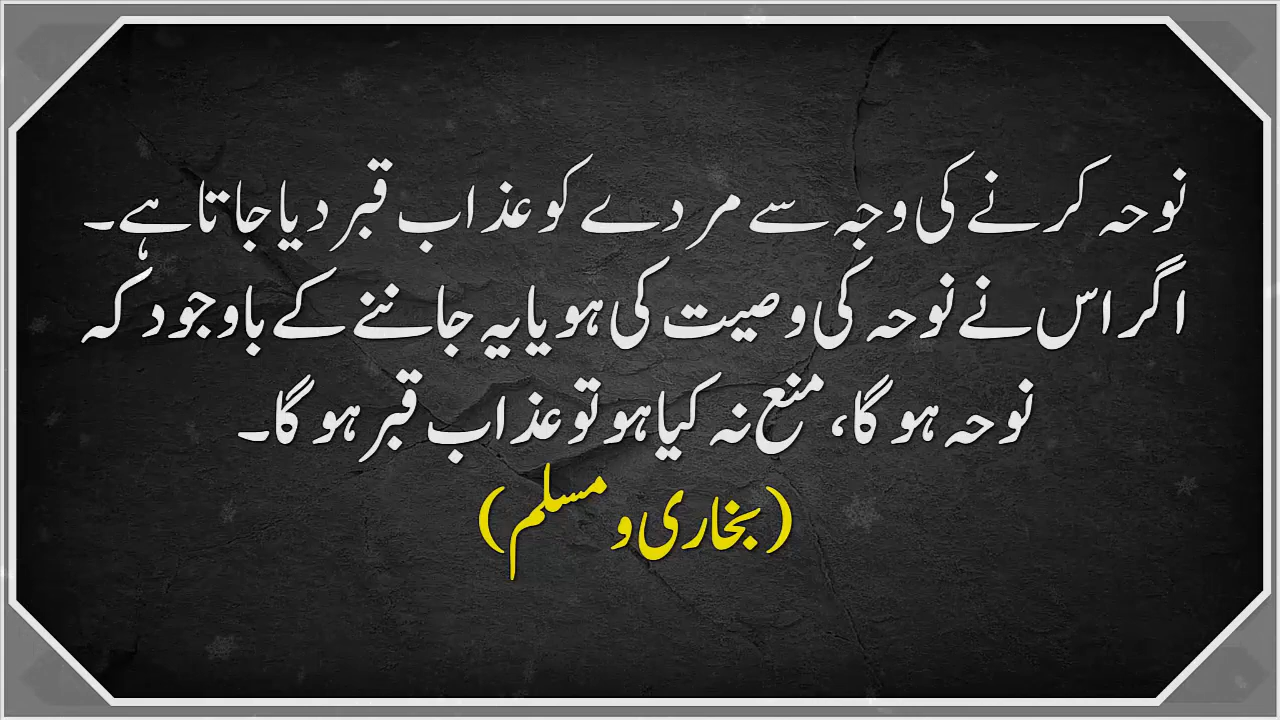 نوحہ کرنے کی وجہ سے مردے کو عذاب قبر دیا جاتا ہے۔
اگر اس نے نوحہ کی وصیت کی ہو یا یہ جاننے کے باوجود کہ
نوحہ ہو گا، منع نہ کیا ہو تو عذاب قبر ہو گا۔
(بخاری و مسلم)